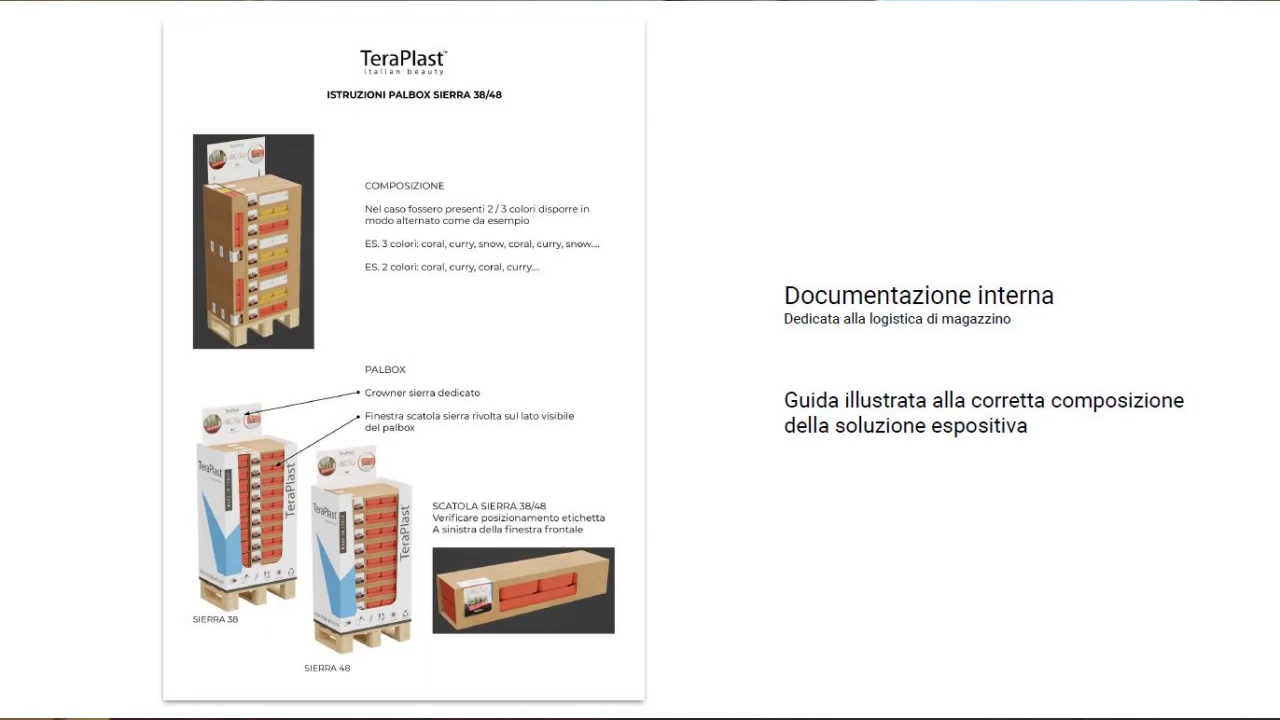 TeraPlast™
italian beauty
ISTRUZIONI PALBOX SIERRA 38/48
COMPOSIZIONE
Nel caso fossero presenti 2 / 3 colori disporre in
modo alternato come da esempio
ES. 3 colori: coral, curry, snow, coral, curry, snow....
ES. 2 colori: coral, curry, coral, curry....
PALBOX
Crowner sierra dedicato
Finestra scatola sierra rivolta sul lato visibile
del palbox
TeraPlast
TeraPlast
TeraPlast
TeraPlast
SCATOLA SIERRA 38/48
Verificare posizionamento etichetta
A sinistra della finestra frontale
SIERRA 38
SIERRA 48
Documentazione interna
Dedicata alla logistica di magazzino
Guida illustrata alla corretta composizione
della soluzione espositiva